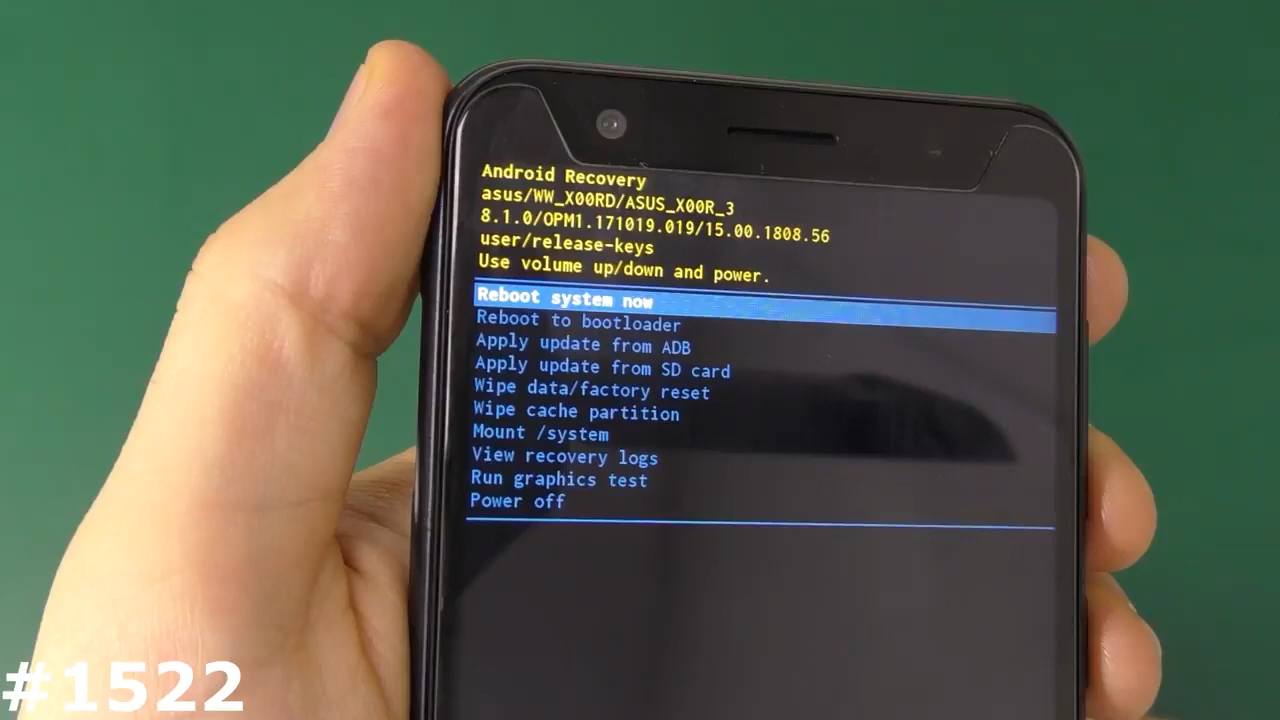 Android Recovery
asus/WW_X00RD/ASUS_X00R_3
8.1.0/OPM1.171019.019/15.00.1808.56
user/release-keys
Use volume up/down and power.
Reboot system now
Reboot to bootloader
Apply update from ADB
Apply update from SD card
Wipe data/factory reset
Wipe cache partition
Mount /system
View recovery logs
Run graphics test
Power off
#1522